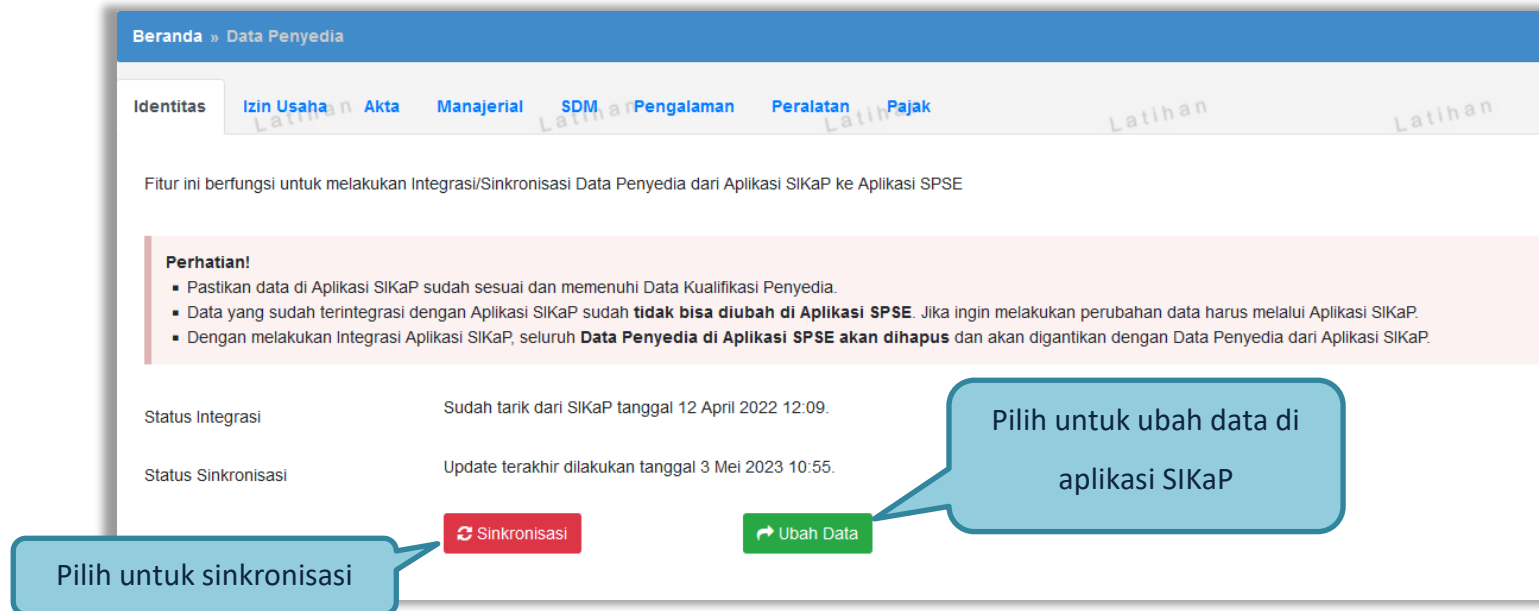 Beranda » Data Penyedia
Identitas Izin Usaha Akta Manajerial SDM Pengalaman Peralatan Pajak
Latihan Latihan Latihan Latihan Latihan
Fitur ini berfungsi untuk melakukan Integrasi/Sinkronisasi Data Penyedia dari Aplikasi SIKaP ke Aplikasi SPSE
Perhatian!
▪ Pastikan data di Aplikasi SIKaP sudah sesuai dan memenuhi Data Kualifikasi Penyedia.
▪ Data yang sudah terintegrasi dengan Aplikasi SIKaP sudah tidak bisa diubah di Aplikasi SPSE. Jika ingin melakukan perubahan data harus melalui Aplikasi SIKaP.
▪ Dengan melakukan Integrasi Aplikasi SIKaP, seluruh Data Penyedia di Aplikasi SPSE akan dihapus dan akan digantikan dengan Data Penyedia dari Aplikasi SIKaP.
Status Integrasi Sudah tarik dari SIKaP tanggal 12 April 2022 12:09.
Pilih untuk ubah data di
aplikasi SIKaP
Status Sinkronisasi Update terakhir dilakukan tanggal 3 Mei 2023 10:55.
Sinkronisasi Ubah Data
Pilih untuk sinkronisasi